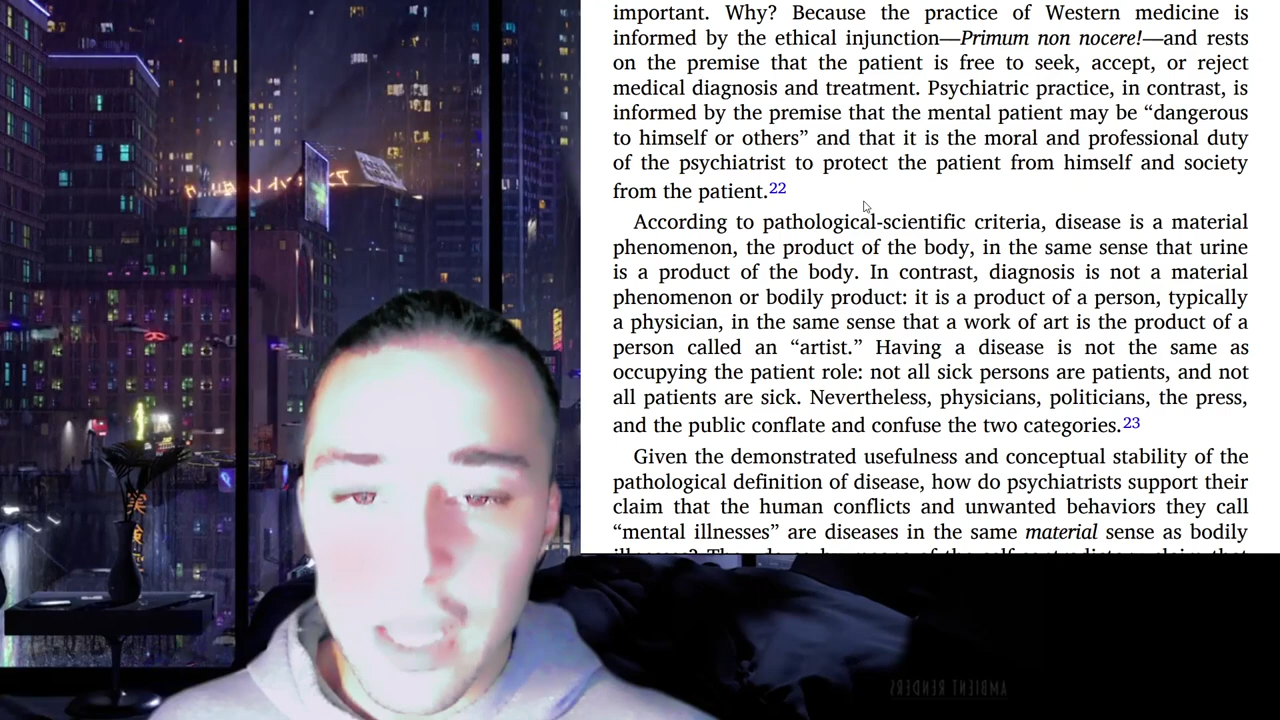 important. Why? Because the practice of Western medicine is
informed by the ethical injunction—Primum non nocere!—and rests
on the premise that the patient is free to seek, accept, or reject
medical diagnosis and treatment. Psychiatric practice, in contrast, is
informed by the premise that the mental patient may be “dangerous
to himself or others” and that it is the moral and professional duty
of the psychiatrist to protect the patient from himself and society
from the patient.22
According to pathological-scientific criteria, disease is a material
phenomenon, the product of the body, in the same sense that urine
is a product of the body. In contrast, diagnosis is not a material
phenomenon or bodily product: it is a product of a person, typically
a physician, in the same sense that a work of art is the product of a
person called an “artist.” Having a disease is not the same as
occupying the patient role: not all sick persons are patients, and not
all patients are sick. Nevertheless, physicians, politicians, the press,
and the public conflate and confuse the two categories.23
Given the demonstrated usefulness and conceptual stability of the
pathological definition of disease, how do psychiatrists support their
claim that the human conflicts and unwanted behaviors they call
“mental illnesses” are diseases in the same material sense as bodily
AMBIENT RENDERS